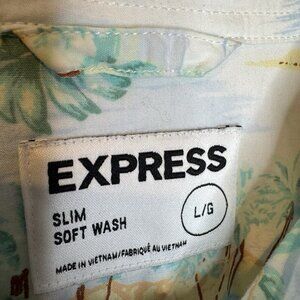 EXPRESS
SLIM
SOFT WASH
L/G
MADE IN VIETNAM/FABRIQUÉ AU VIETNAM